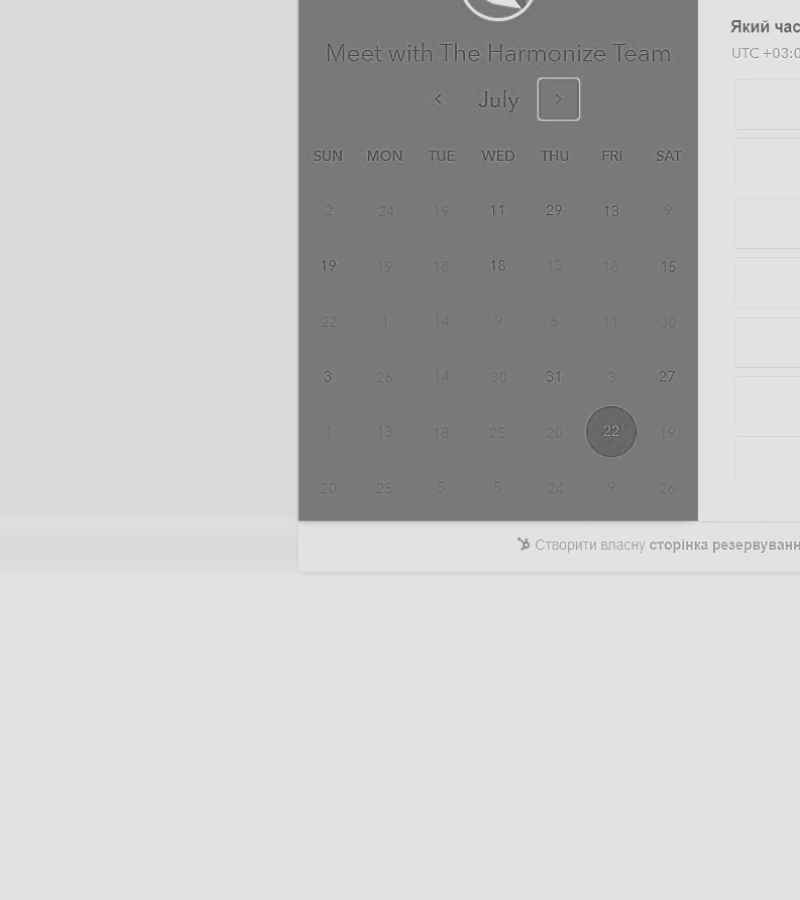 Meet with The Harmonize Team
July
SUN MON TUE WED THU FRI SAT
2 24 19 11 29 13 9
19 19 18 18 13 18 15
22 1 14 9 6 11 30
3 26 14 30 31 3 27
1 13 18 25 20 22 19
20 25 5 5 24 9 26
Який час
UTC +03:0
Створити власну сторінка резервуванн